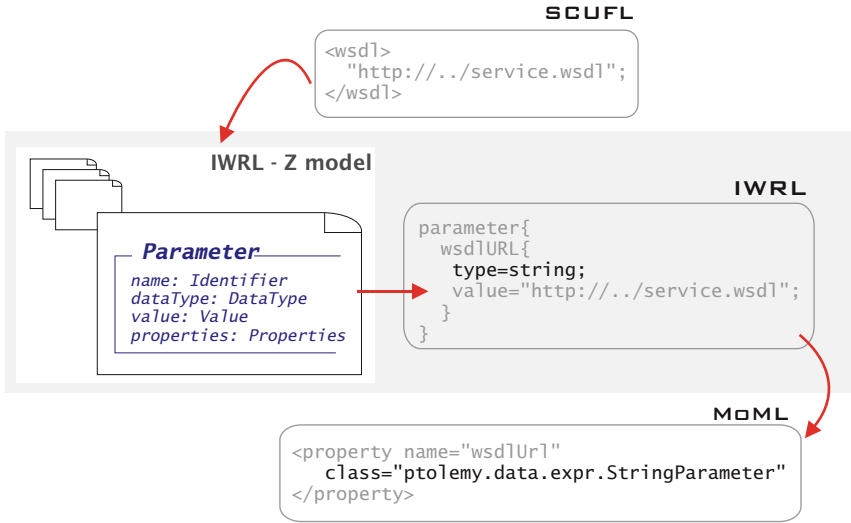 SCUFL
<wsdl>
"http://../service.wsdl";
</wsdl>
IWRL - Z model
Parameter
name: Identifier
dataType: DataType
value: Value
properties: Properties
IWRL
parameter{
wsdlURL{
type=string;
value="http://../service.wsdl";
}
}
MoML
<property name="wsdlUrl"
class="ptolemy.data.expr.StringParameter"
</property>